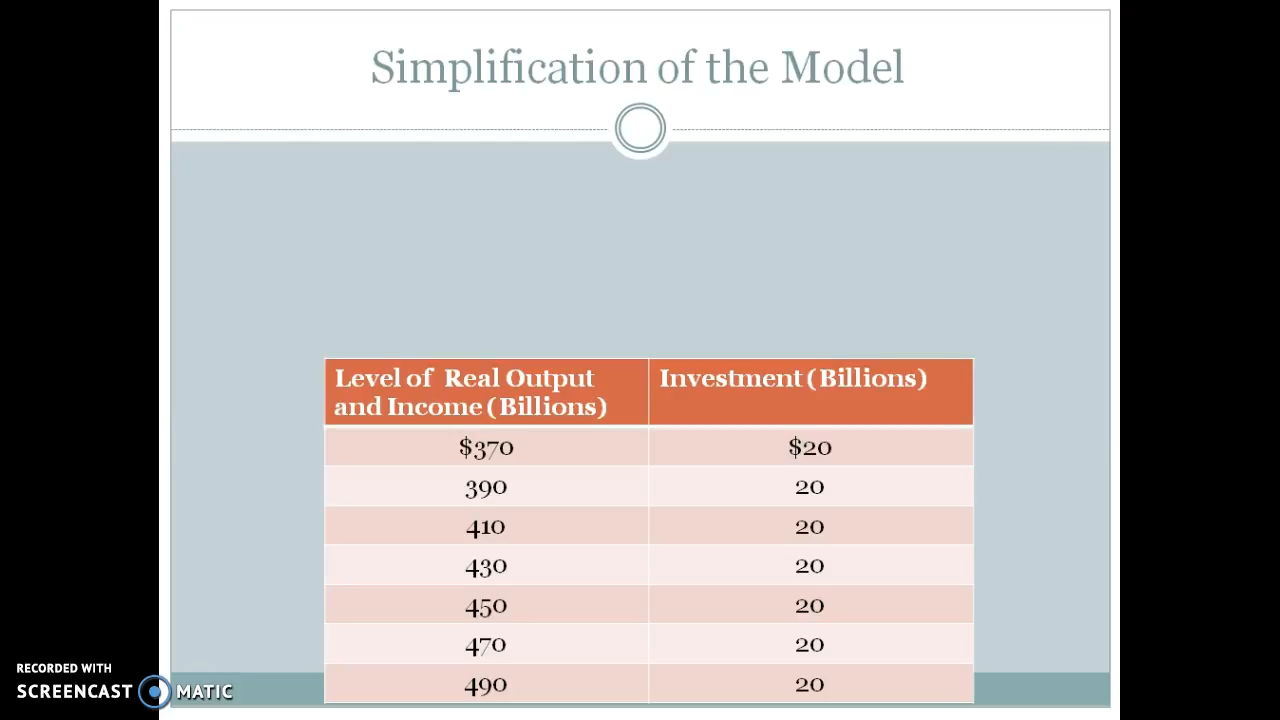 Simplification of the Model
Level of Real Output and Income (Billions)
Investment (Billions)
$370 $20
390 20
410 20
430 20
450 20
470 20
490 20
RECORDED WITH
SCREENCAST MATIC